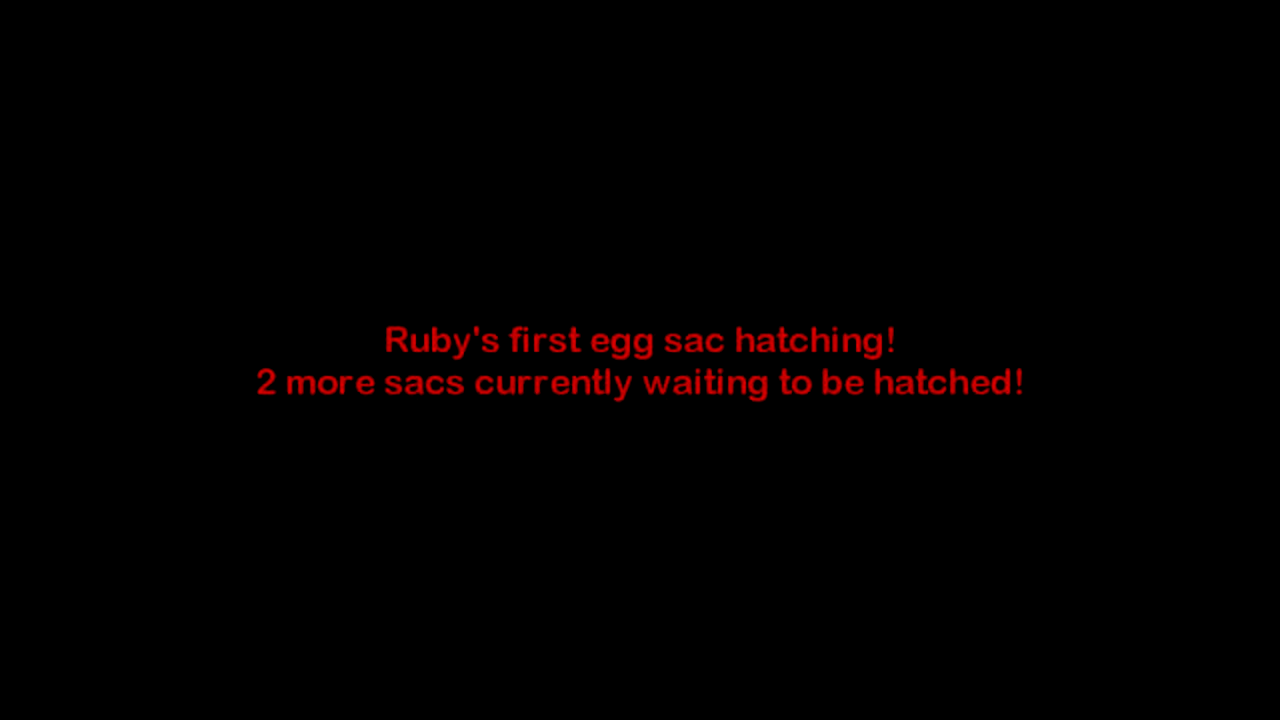 Ruby's first egg sac hatching!
2 more sacs currently waiting to be hatched!